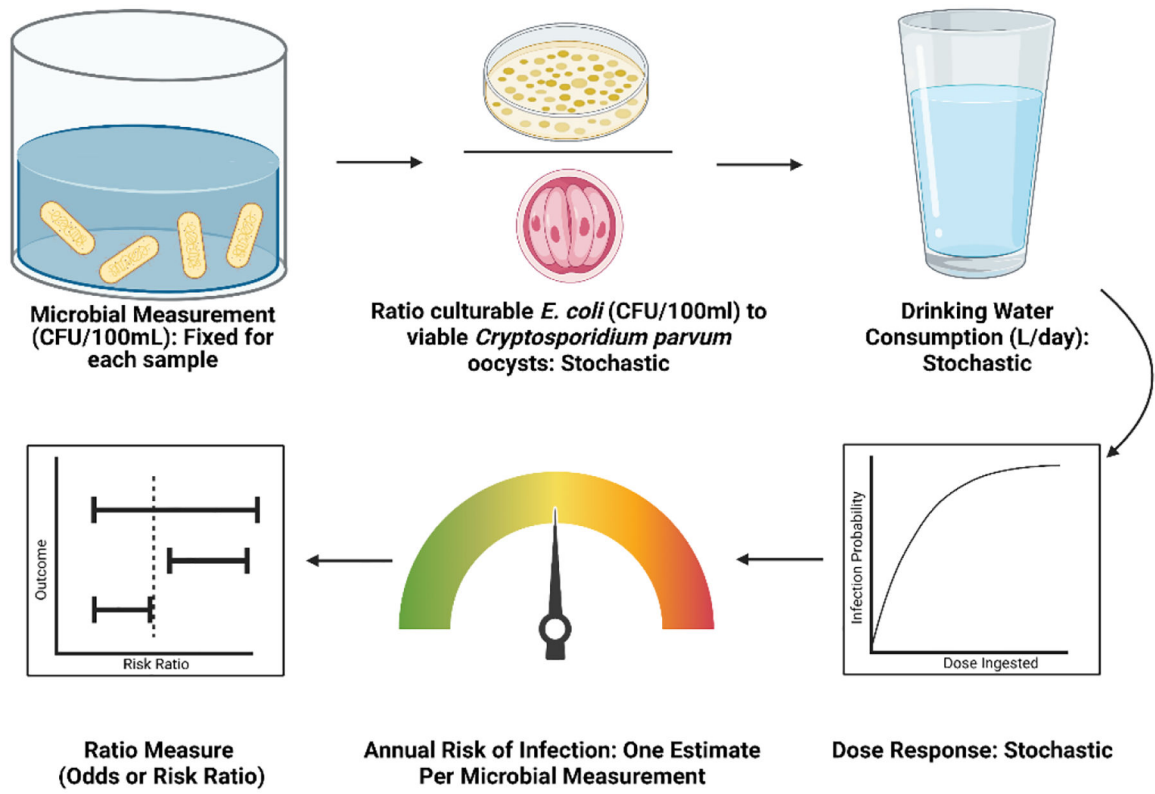 Microbial Measurement
(CFU/100mL): Fixed for
each sample
Ratio culturable E. coli (CFU/100ml) to
viable Cryptosporidium parvum
oocysts: Stochastic
Drinking Water
Consumption (L/day):
Stochastic
Infection Probability
Dose Ingested
Dose Response: Stochastic
Annual Risk of Infection: One Estimate
Per Microbial Measurement
Outcome
Risk Ratio
Ratio Measure
(Odds or Risk Ratio)